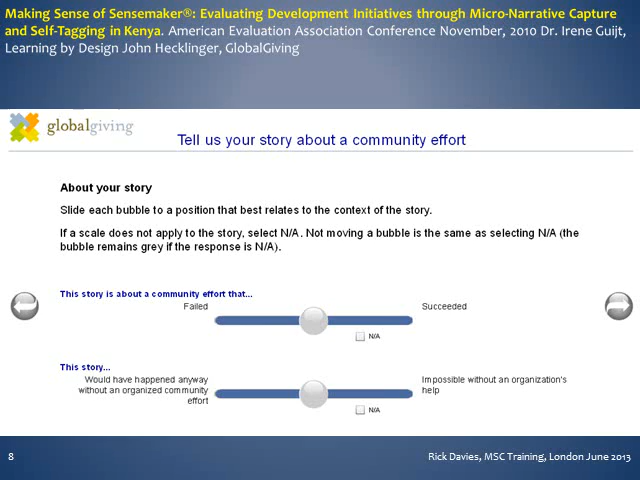 Making Sense of Sensemaker®: Evaluating Development Initiatives through Micro-Narrative Capture
and Self-Tagging in Kenya. American Evaluation Association Conference November, 2010 Dr. Irene Guijt,
Learning by Design John Hecklinger, GlobalGiving
globalgiving
Tell us your story about a community effort
About your story
Slide each bubble to a position that best relates to the context of the story.
If a scale does not apply to the story, select N/A. Not moving a bubble is the same as selecting N/A (the
bubble remains grey if the response is N/A).
This story is about a community effort that...
Failed
Succeeded
N/A
This story...
Would have happened anyway
without an organized community
effort
Impossible without an organization's
help
N/A
8
Rick Davies, MSC Training, London June 2013